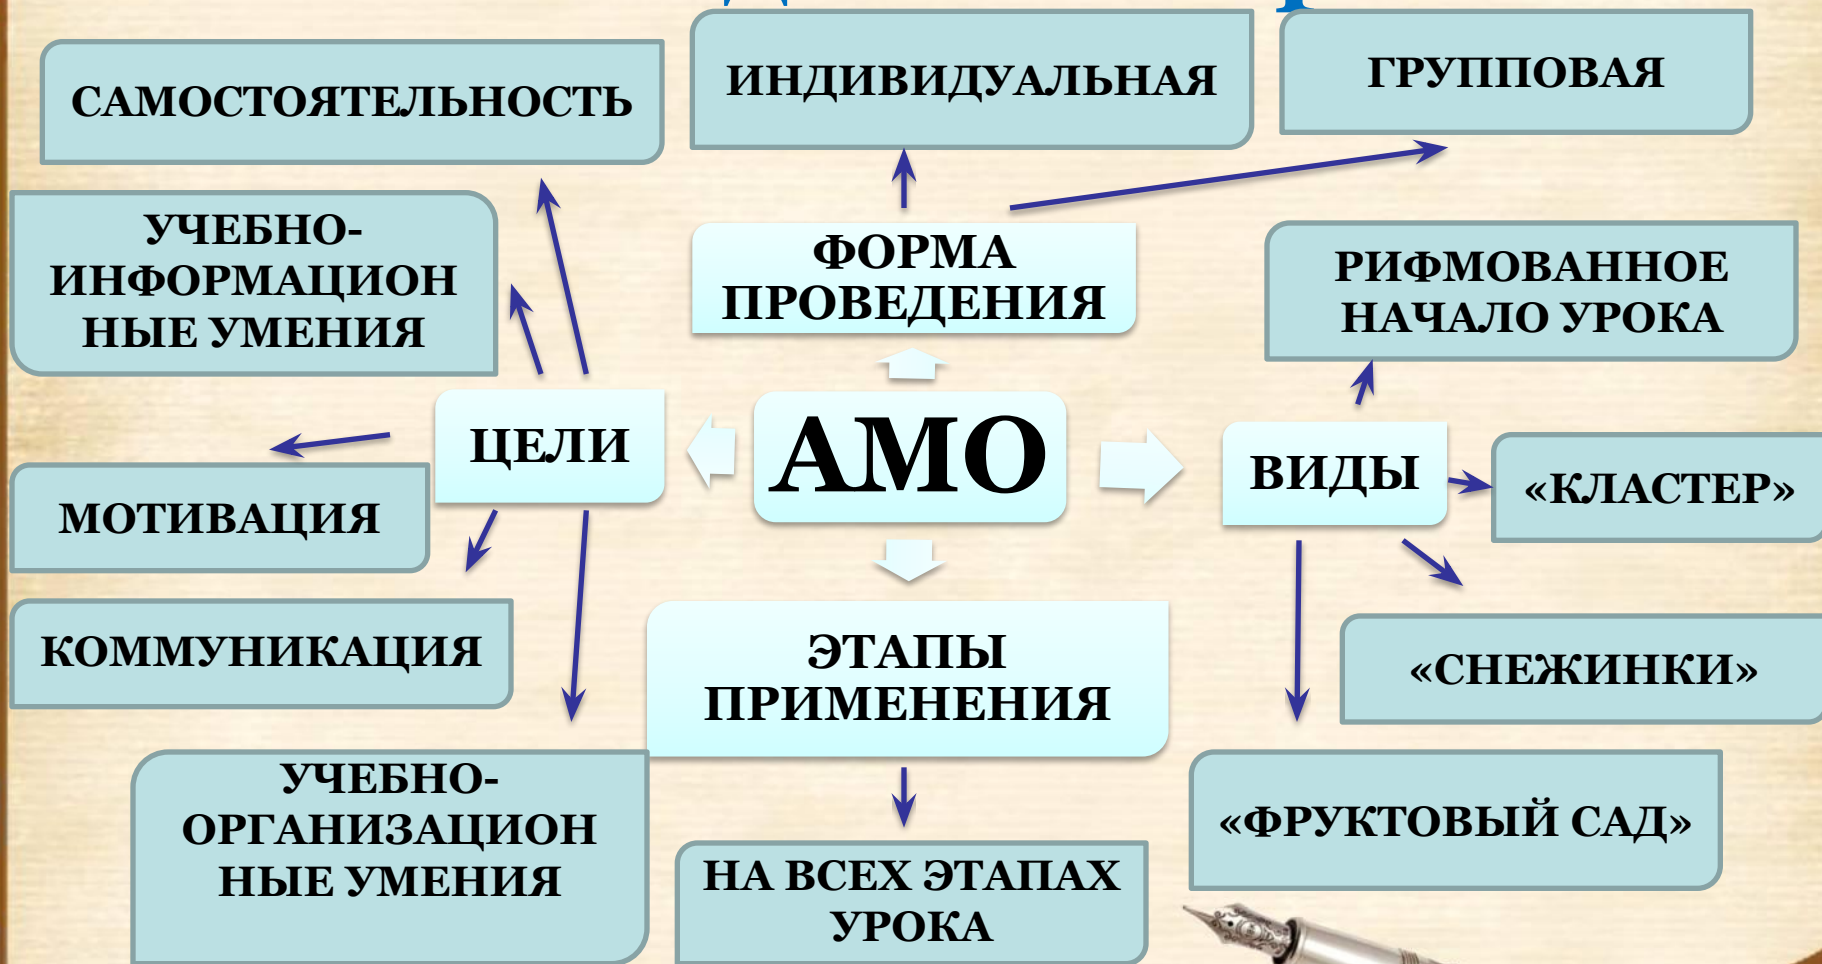 САМОСТОЯТЕЛЬНОСТЬ
ИНДИВИДУАЛЬНАЯ
ГРУППОВАЯ
УЧЕБНО-
ИНФОРМАЦИОН
НЫЕ УМЕНИЯ
ФОРМА
ПРОВЕДЕНИЯ
РИФМОВАННОЕ
НАЧАЛО УРОКА
ЦЕЛИ
АМО
ВИДЫ
«КЛАСТЕР»
МОТИВАЦИЯ
КОММУНИКАЦИЯ
ЭТАПЫ
ПРИМЕНЕНИЯ
«СНЕЖИНКИ»
УЧЕБНО-
ОРГАНИЗАЦИОН
НЫЕ УМЕНИЯ
НА ВСЕХ ЭТАПАХ
УРОКА
«ФРУКТОВЫЙ САД»